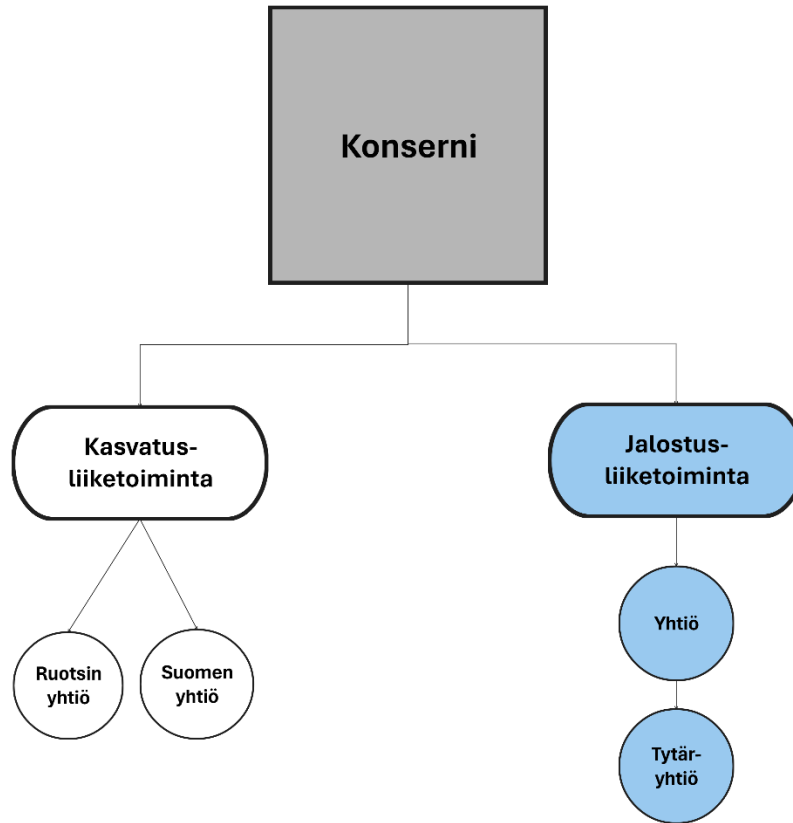 Konserni
Kasvatus-
liiketoiminta
Jalostus-
liiketoiminta
Yhtiö
Ruotsin
yhtiö
Suomen
yhtiö
Tytär-
yhtiö